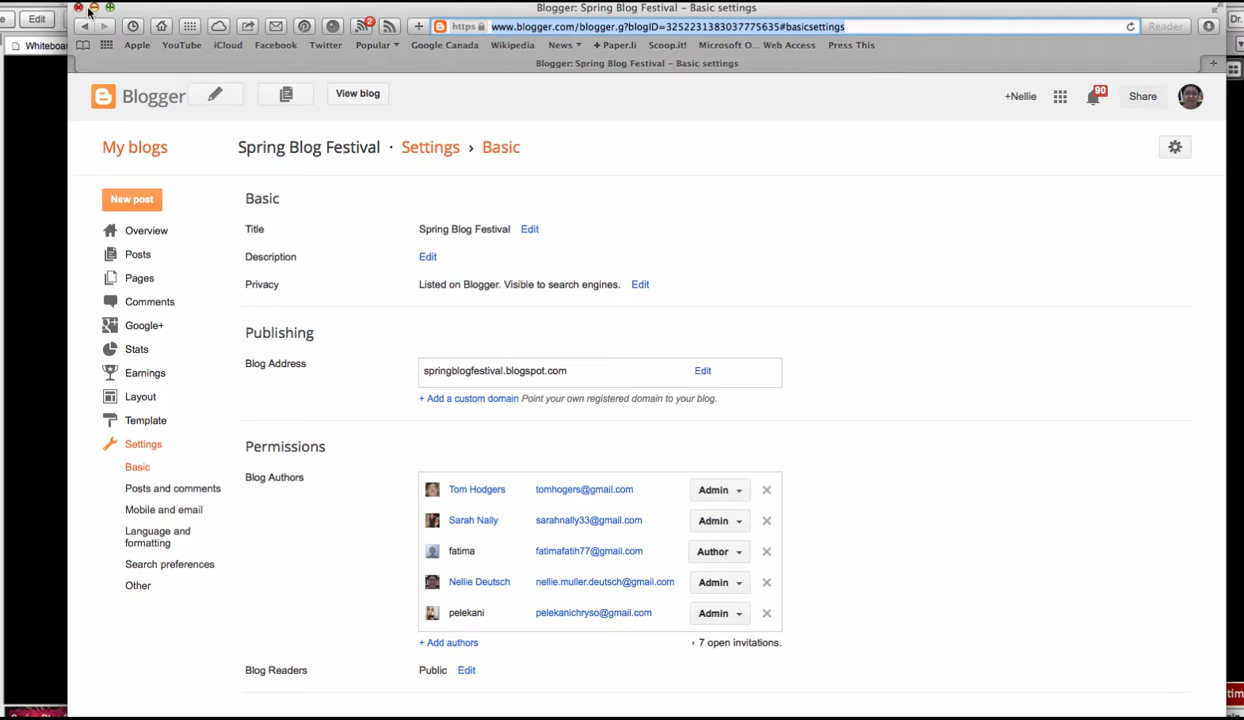 Blogger: Spring Blog Festival – Basic settings
Edit
https www.blogger.com/blogger.g?blogID=3252231383037775635#basicsettings Reader
Dr.
Whiteboa
Apple YouTube iCloud Facebook Twitter Popular Google Canada Wikipedia News + Paper.li Scoop.it! Microsoft O... Web Access Press This
2
Blogger: Spring Blog Festival – Basic settings
Blogger View blog +Nellie 90 Share
My blogs Spring Blog Festival · Settings › Basic
New post
Overview
Posts
Pages
Comments
Google+
Stats
Earnings
Layout
Template
Settings
Basic
Posts and comments
Mobile and email
Language and
formatting
Search preferences
Other
Basic
Title Spring Blog Festival Edit
Description Edit
Privacy Listed on Blogger. Visible to search engines. Edit
Publishing
Blog Address springblogfestival.blogspot.com Edit
+ Add a custom domain Point your own registered domain to your blog.
Permissions
Blog Authors Tom Hodgers tomhogers@gmail.com Admin
Sarah Nally sarahnally33@gmail.com Admin
fatima fatimafatih77@gmail.com Author
Nellie Deutsch nellie.muller.deutsch@gmail.com Admin
pelekani pelekanichryso@gmail.com Admin
+ Add authors 7 open invitations.
Blog Readers Public Edit